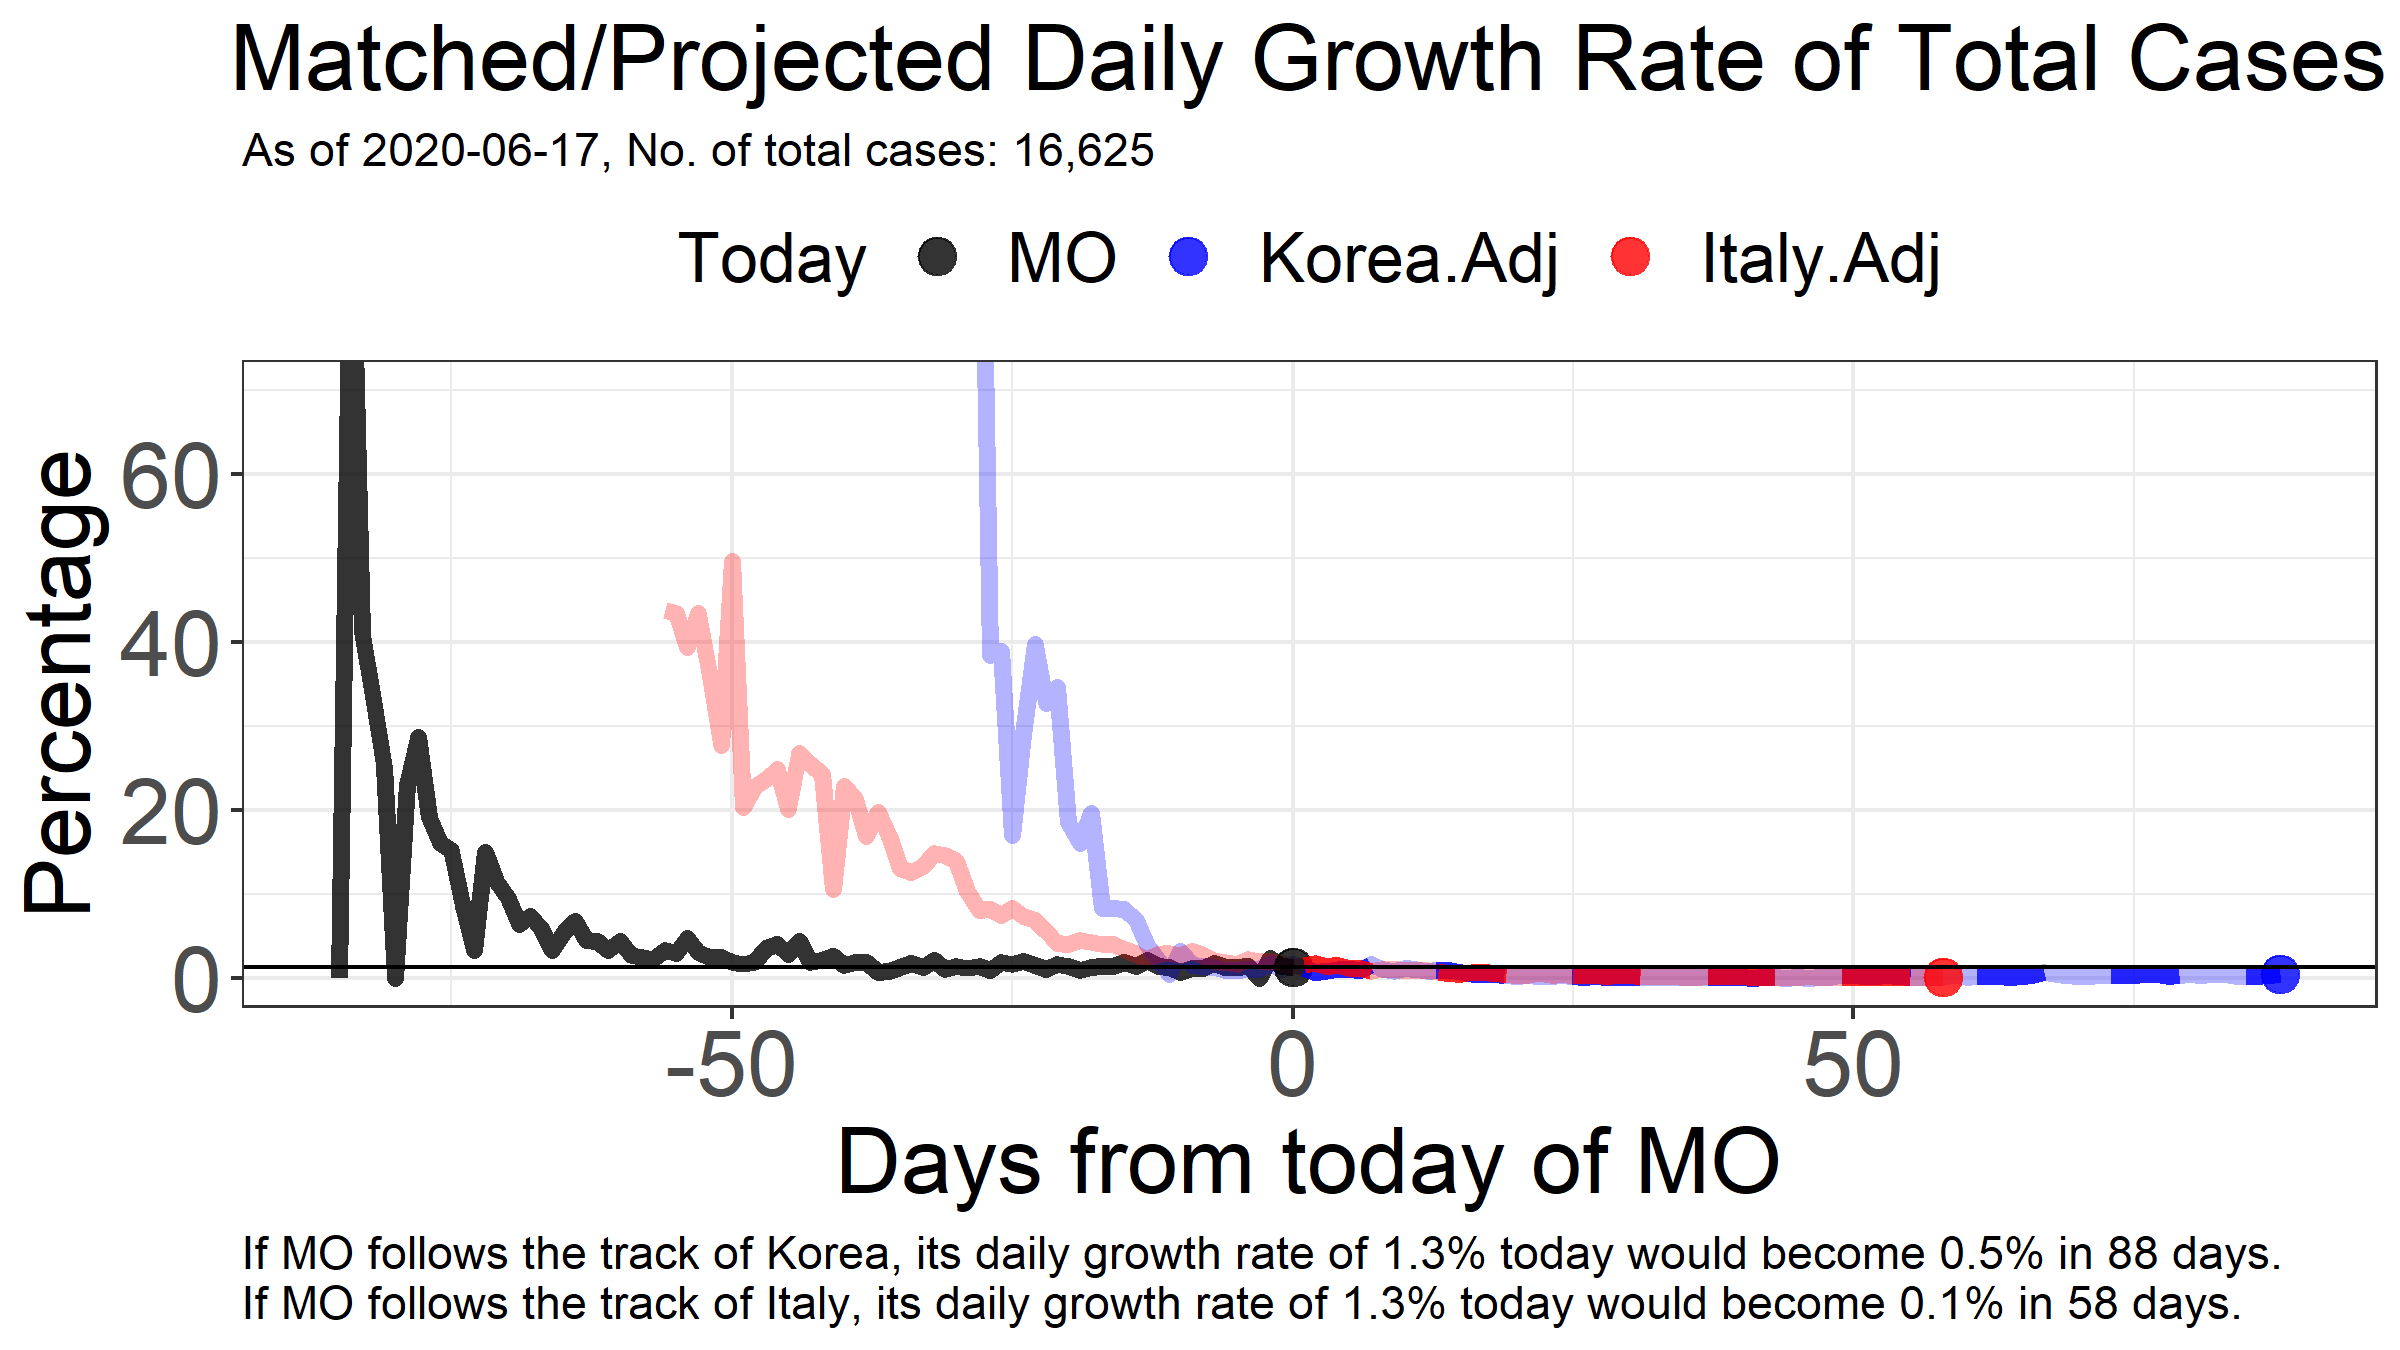 Matched/Projected Daily Growth Rate of Total Cases
As of 2020-06-17, No. of total cases: 16,625
Today MO Korea.Adj Italy.Adj
Percentage
60
40
20
0
-50 0 50
Days from today of MO
If MO follows the track of Korea, its daily growth rate of 1.3% today would become 0.5% in 88 days.
If MO follows the track of Italy, its daily growth rate of 1.3% today would become 0.1% in 58 days.